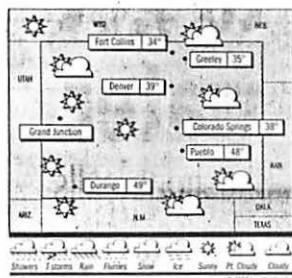 WYO.
NEB.
Fort Collins 34°
Greeley 35°
UTAH
Denver 39°
Grand Junction
Colorado Springs 38°
Pueblo 48°
KAN.
Durango 49°
ARIZ.
N.M.
OKLA.
TEXAS
Showers T-storms Rain Flurries Snow Sunny Pt. Cloudy Cloudy